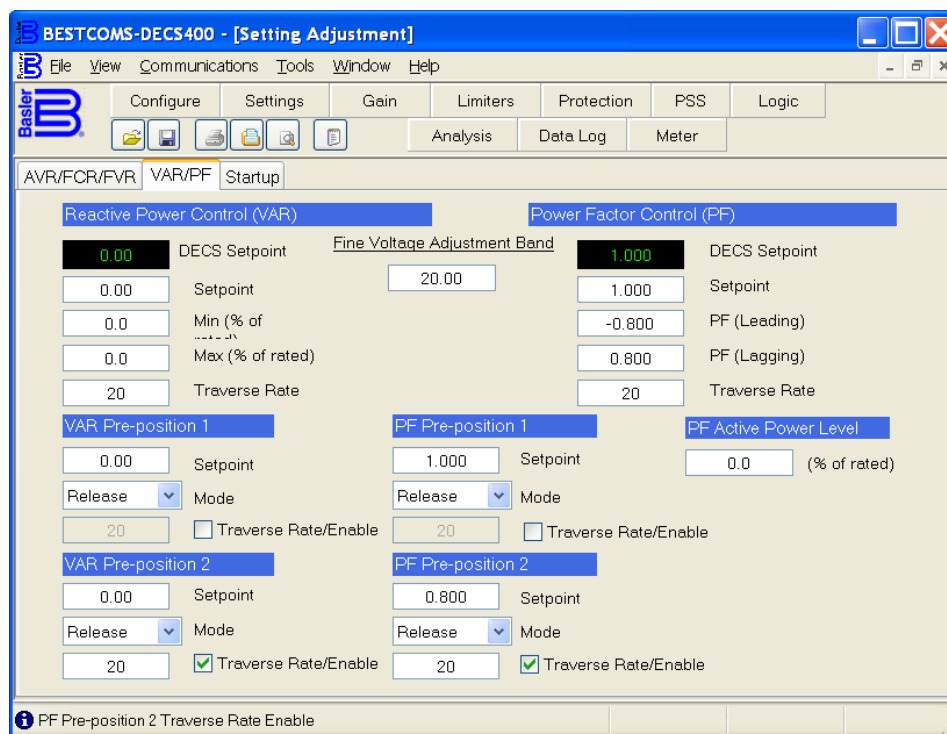 BESTCOMS-DECS400 - [Setting Adjustment]
File View Communications Tools Window Help
Basler
Configure Settings Gain Limiters Protection PSS Logic
Analysis Data Log Meter
AVR/FCR/FVR VAR/PF Startup
Reactive Power Control (VAR) Power Factor Control (PF)
0.00 DECS Setpoint Fine Voltage Adjustment Band 1.000 DECS Setpoint
0.00 Setpoint 20.00 1.000 Setpoint
0.0 Min (% of -0.800 PF (Leading)
0.0 Max (% of rated) 0.800 PF (Lagging)
20 Traverse Rate 20 Traverse Rate
VAR Pre-position 1 PF Pre-position 1 PF Active Power Level
0.00 Setpoint 1.000 Setpoint 0.0 (% of rated)
Release Mode Release Mode
20 Traverse Rate/Enable 20 Traverse Rate/Enable
VAR Pre-position 2 PF Pre-position 2
0.00 Setpoint 0.800 Setpoint
Release Mode Release Mode
20 Traverse Rate/Enable 20 Traverse Rate/Enable
PF Pre-position 2 Traverse Rate Enable